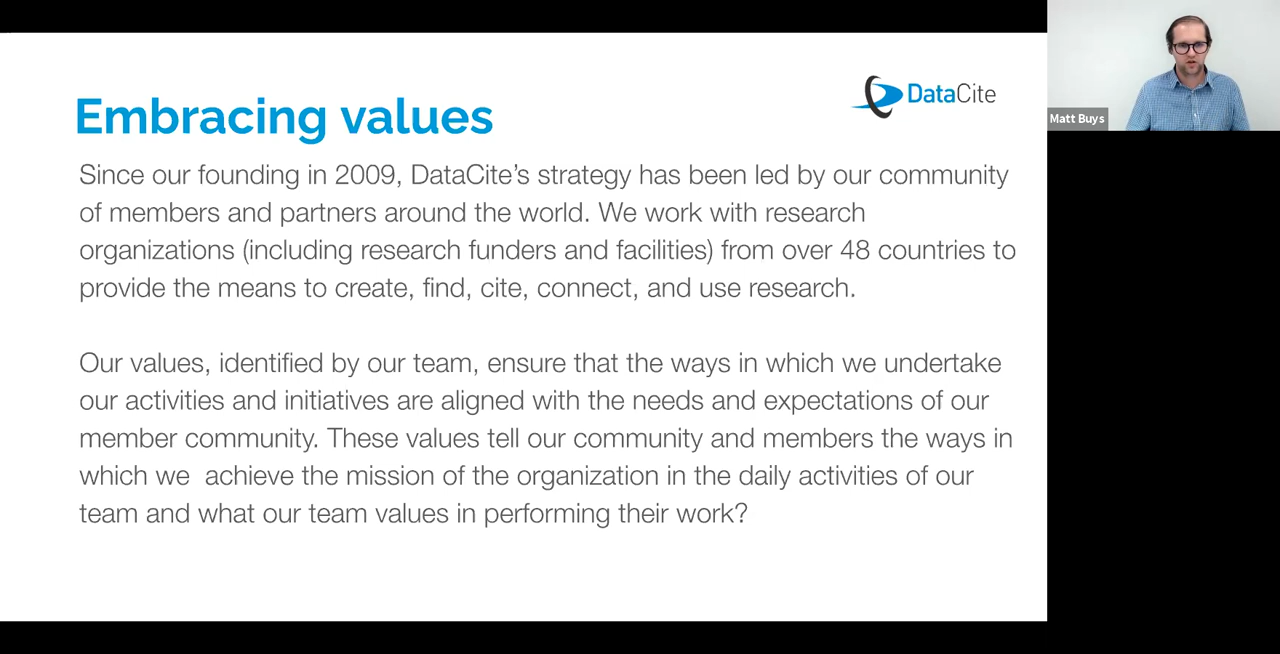 DataCite
Embracing values
Since our founding in 2009, DataCite’s strategy has been led by our community
of members and partners around the world. We work with research
organizations (including research funders and facilities) from over 48 countries to
provide the means to create, find, cite, connect, and use research.
Our values, identified by our team, ensure that the ways in which we undertake
our activities and initiatives are aligned with the needs and expectations of our
member community. These values tell our community and members the ways in
which we  achieve the mission of the organization in the daily activities of our
team and what our team values in performing their work?
Matt Buys